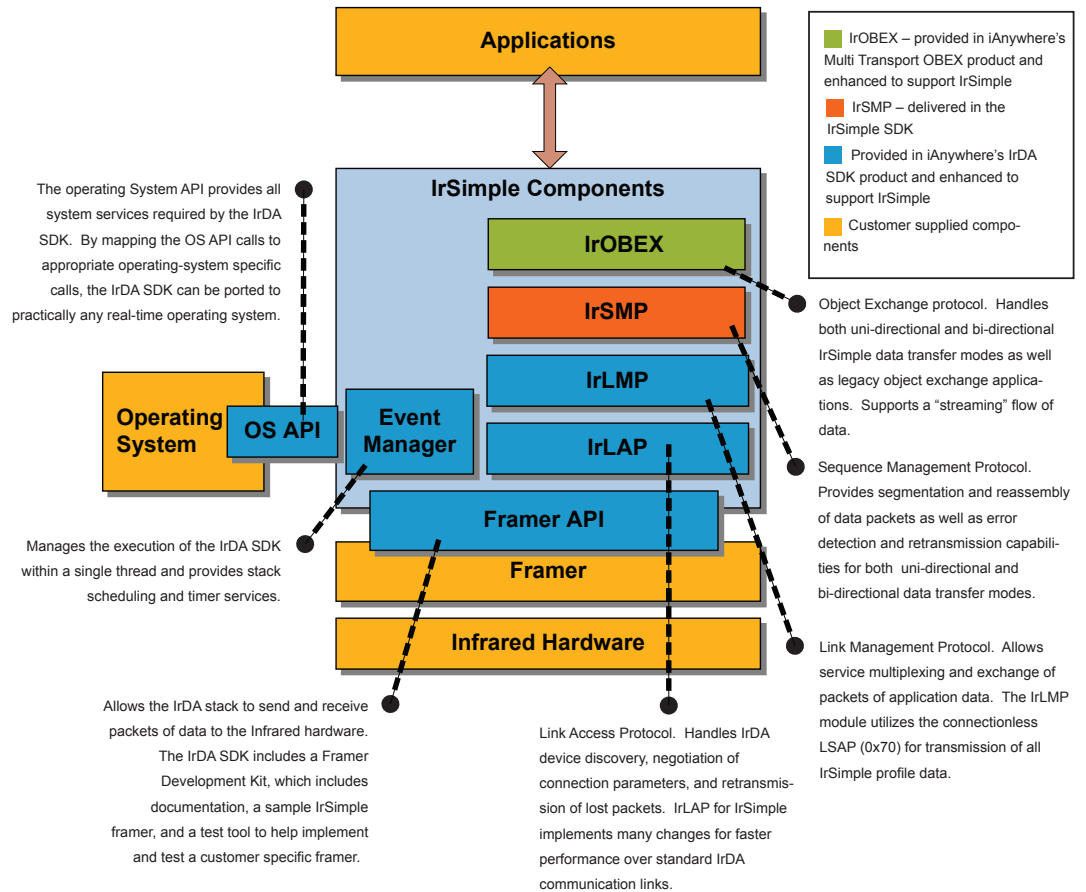 Applications
IrOBEX – provided in iAnywhere's
Multi Transport OBEX product and
enhanced to support IrSimple
IrSMP – delivered in the
IrSimple SDK
Provided in iAnywhere's IrDA
SDK product and enhanced to
support IrSimple
Customer supplied compo-
nents
The operating System API provides all
system services required by the IrDA
SDK. By mapping the OS API calls to
appropriate operating-system specific
calls, the IrDA SDK can be ported to
practically any real-time operating system.
IrSimple Components
IrOBEX
IrSMP
IrLMP
IrLAP
Operating
System
OS API
Event
Manager
Framer API
Framer
Infrared Hardware
Object Exchange protocol. Handles
both uni-directional and bi-directional
IrSimple data transfer modes as well
as legacy object exchange applica-
tions. Supports a “streaming” flow of
data.
Sequence Management Protocol.
Provides segmentation and reassembly
of data packets as well as error
detection and retransmission capabili-
ties for both uni-directional and
bi-directional data transfer modes.
Link Management Protocol. Allows
service multiplexing and exchange of
packets of application data. The IrLMP
module utilizes the connectionless
LSAP (0x70) for transmission of all
IrSimple profile data.
Manages the execution of the IrDA SDK
within a single thread and provides stack
scheduling and timer services.
Allows the IrDA stack to send and receive
packets of data to the Infrared hardware.
The IrDA SDK includes a Framer
Development Kit, which includes
documentation, a sample IrSimple
framer, and a test tool to help implement
and test a customer specific framer.
Link Access Protocol. Handles IrDA
device discovery, negotiation of
connection parameters, and retransmis-
sion of lost packets. IrLAP for IrSimple
implements many changes for faster
performance over standard IrDA
communication links.